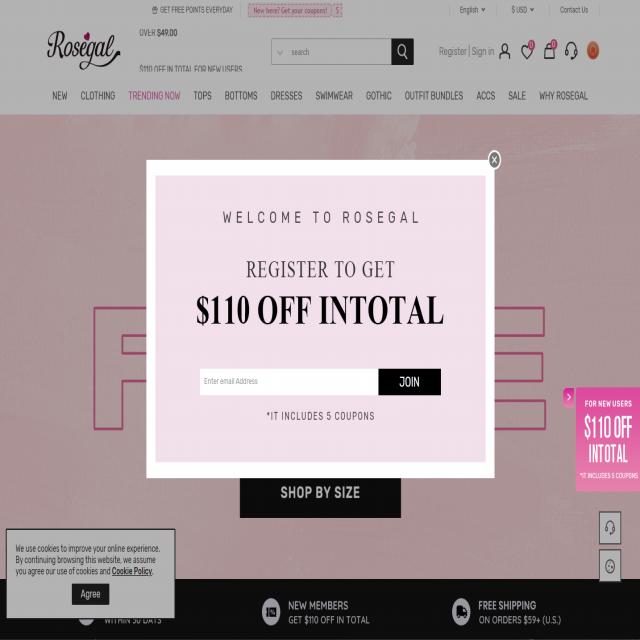 GET FREE POINTS EVERYDAY
New here? Get your coupons!
English
$ USD
Contact Us
Rosegal
OVER $49.00
$110 OFF IN TOTAL FOR NEW USERS
search
Register | Sign in
0
0
NEW
CLOTHING
TRENDING NOW
TOPS
BOTTOMS
DRESSES
SWIMWEAR
GOTHIC
OUTFIT BUNDLES
ACCS
SALE
WHY ROSEGAL
WELCOME TO ROSEGAL
REGISTER TO GET
$110 OFF INTOTAL
Enter email Address
JOIN
*IT INCLUDES 5 COUPONS
FOR NEW USERS
$110 OFF
INTOTAL
*IT INCLUDES 5 COUPONS
SHOP BY SIZE
We use cookies to improve your online experience.
By continuing browsing this website, we assume
you agree our use of cookies and Cookie Policy.
Agree
WITHIN 30 DAYS
NEW MEMBERS
GET $110 OFF IN TOTAL
FREE SHIPPING
ON ORDERS $59+ (U.S.)